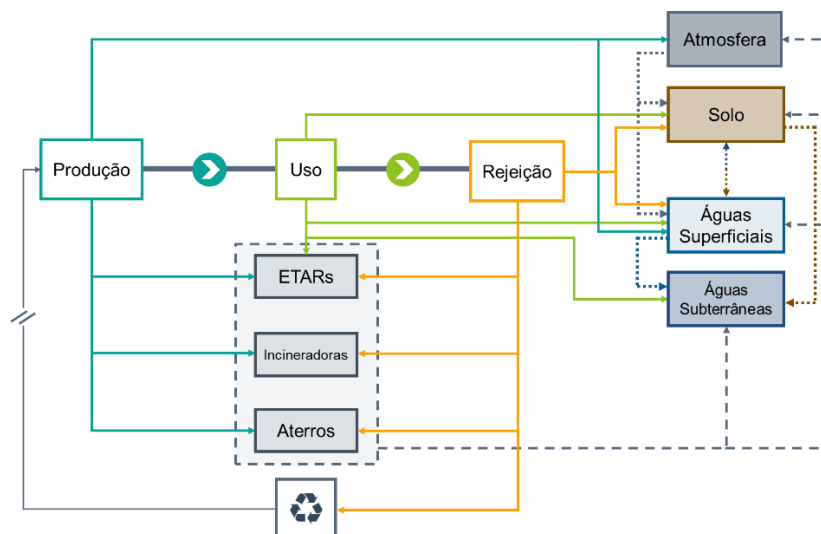 Atmosfera
Solo
Produção
Uso
Rejeição
Águas
Superficiais
ETARs
Águas
Subterrâneas
Incineradoras
Aterros